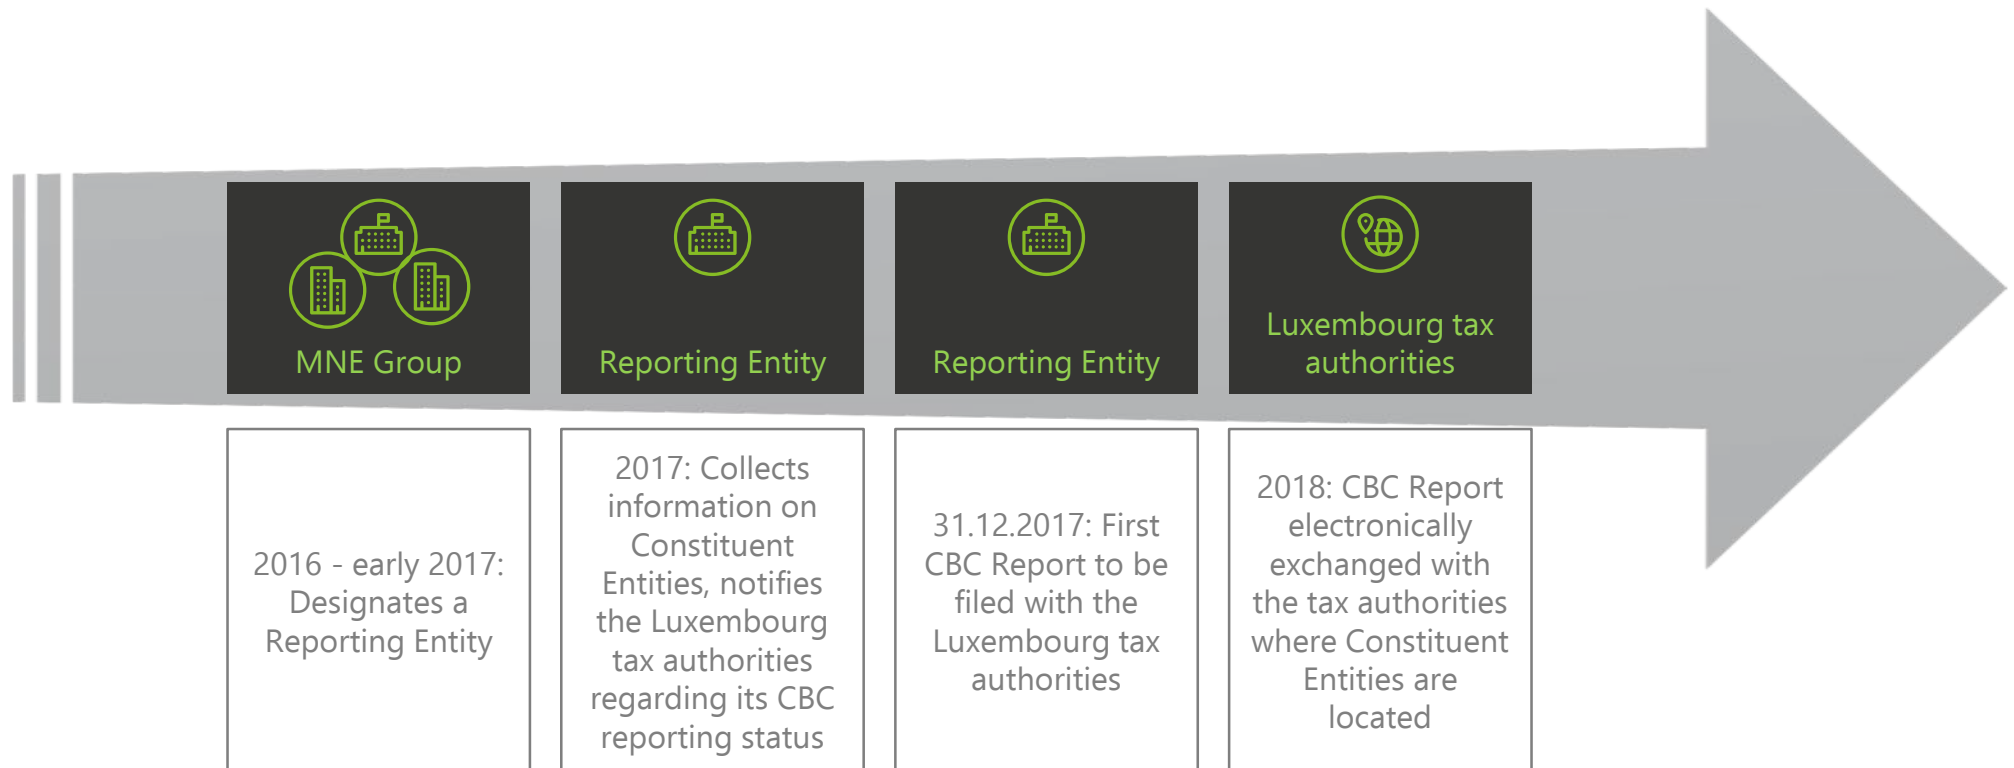 MNE Group
Reporting Entity
Reporting Entity
Luxembourg tax
authorities
2016 - early 2017:
Designates a
Reporting Entity
2017: Collects
information on
Constituent
Entities, notifies
the Luxembourg
tax authorities
regarding its CBC
reporting status
31.12.2017: First
CBC Report to be
filed with the
Luxembourg tax
authorities
2018: CBC Report
electronically
exchanged with
the tax authorities
where Constituent
Entities are
located